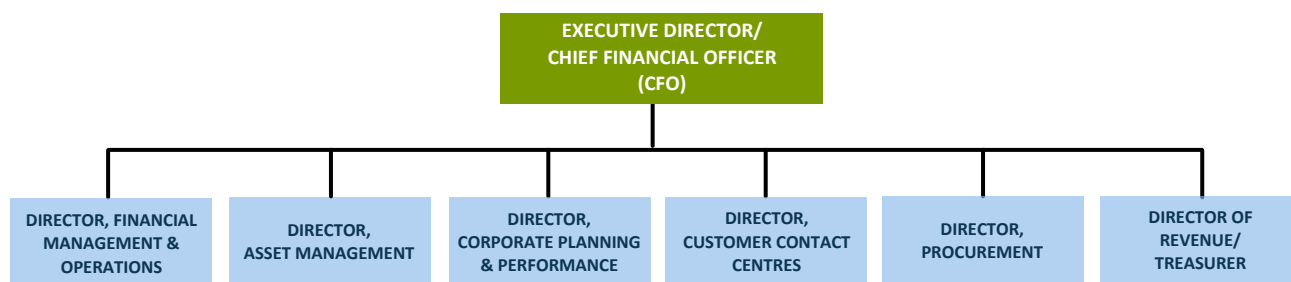 EXECUTIVE DIRECTOR/
CHIEF FINANCIAL OFFICER
(CFO)
DIRECTOR, FINANCIAL
MANAGEMENT &
OPERATIONS
DIRECTOR,
ASSET MANAGEMENT
DIRECTOR,
CORPORATE PLANNING
& PERFORMANCE
DIRECTOR,
CUSTOMER CONTACT
CENTRES
DIRECTOR,
PROCUREMENT
DIRECTOR OF
REVENUE/
TREASURER